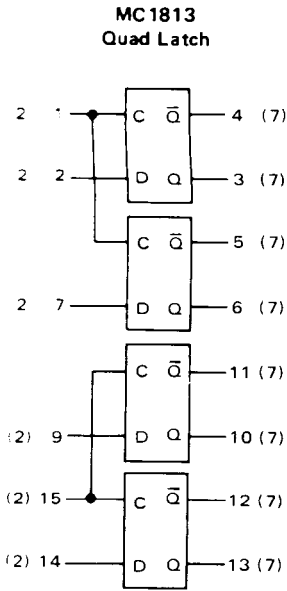 MC1813
Quad Latch
2 1 C Q̅ 4 (7)
2 2 D Q 3 (7)
C Q̅ 5 (7)
2 7 D Q 6 (7)
C Q̅ 11 (7)
(2) 9 D Q 10 (7)
(2) 15 C Q̅ 12 (7)
(2) 14 D Q 13 (7)